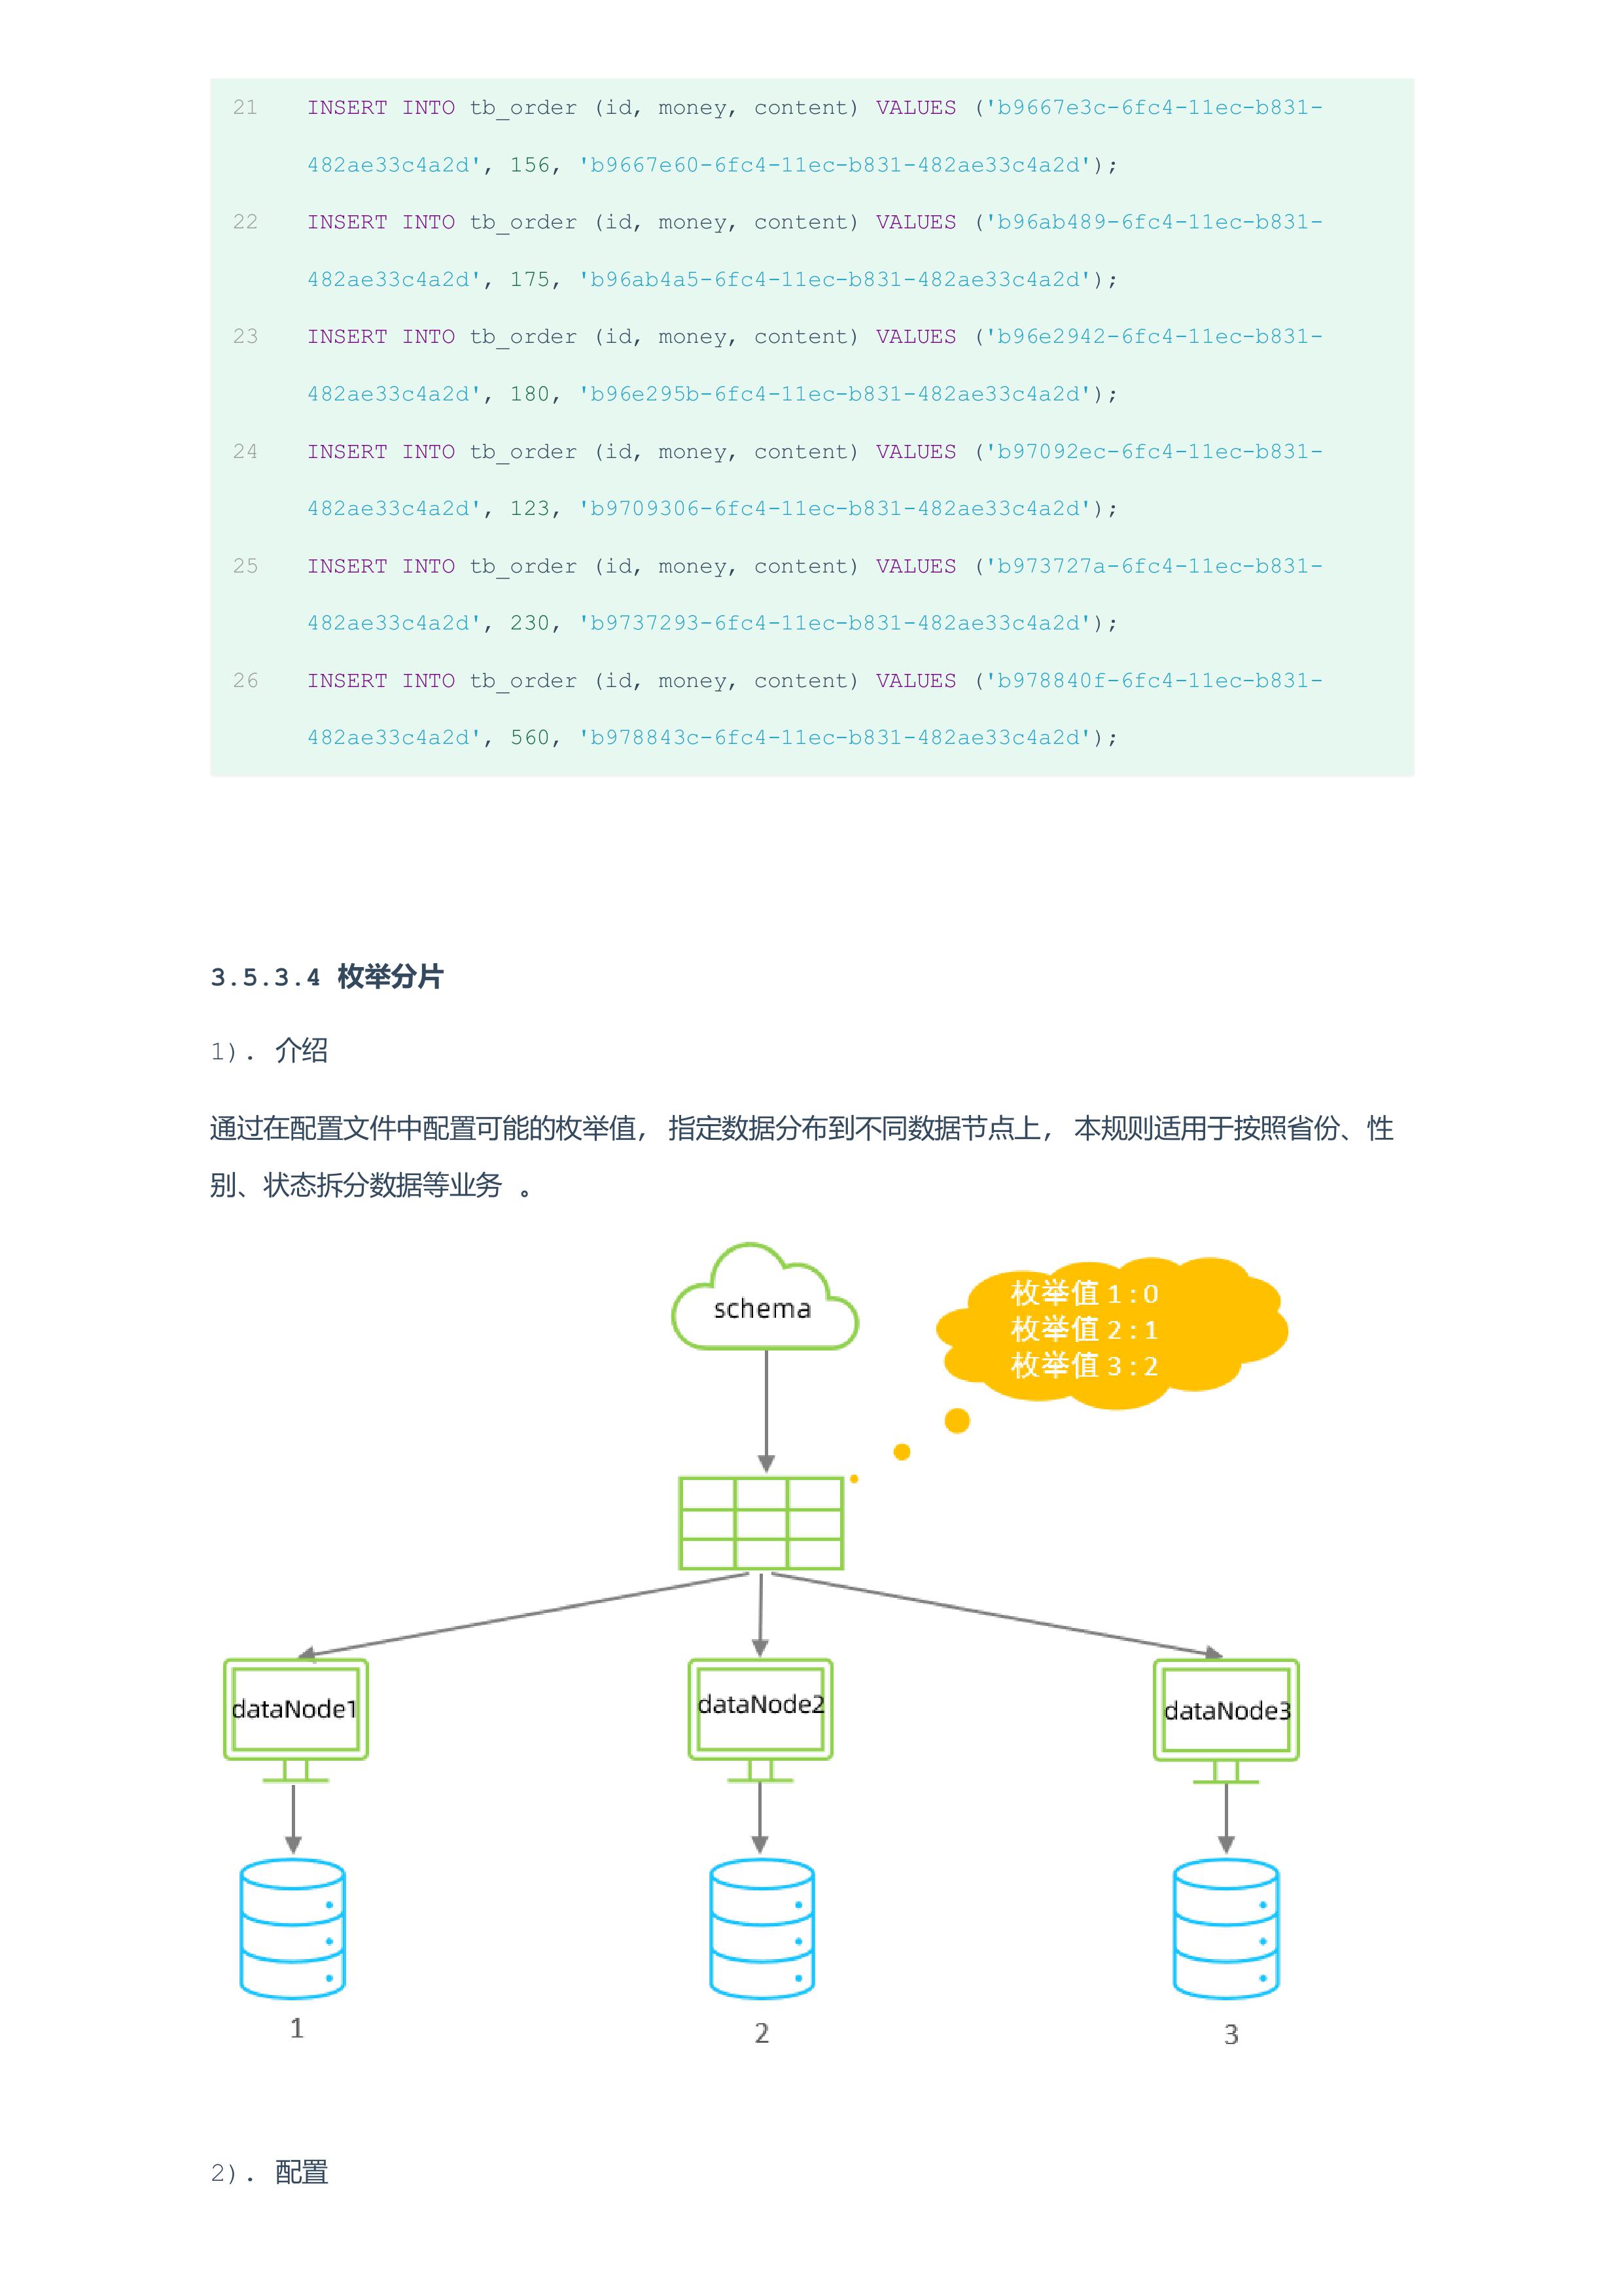 21 INSERT INTO tb_order (id, money, content) VALUES ('b9667e3c-6fc4-11ec-b831-
482ae33c4a2d', 156, 'b9667e60-6fc4-11ec-b831-482ae33c4a2d');
22 INSERT INTO tb_order (id, money, content) VALUES ('b96ab489-6fc4-11ec-b831-
482ae33c4a2d', 175, 'b96ab4a5-6fc4-11ec-b831-482ae33c4a2d');
23 INSERT INTO tb_order (id, money, content) VALUES ('b96e2942-6fc4-11ec-b831-
482ae33c4a2d', 180, 'b96e295b-6fc4-11ec-b831-482ae33c4a2d');
24 INSERT INTO tb_order (id, money, content) VALUES ('b97092ec-6fc4-11ec-b831-
482ae33c4a2d', 123, 'b9709306-6fc4-11ec-b831-482ae33c4a2d');
25 INSERT INTO tb_order (id, money, content) VALUES ('b973727a-6fc4-11ec-b831-
482ae33c4a2d', 230, 'b9737293-6fc4-11ec-b831-482ae33c4a2d');
26 INSERT INTO tb_order (id, money, content) VALUES ('b978840f-6fc4-11ec-b831-
482ae33c4a2d', 560, 'b978843c-6fc4-11ec-b831-482ae33c4a2d');
3.5.3.4 枚举分片
1). 介绍
通过在配置文件中配置可能的枚举值, 指定数据分布到不同数据节点上, 本规则适用于按照省份、性
别、状态拆分数据等业务 。
schema
枚举值 1 : 0
枚举值 2 : 1
枚举值 3 : 2
dataNode1
dataNode2
dataNode3
1
2
3
2). 配置